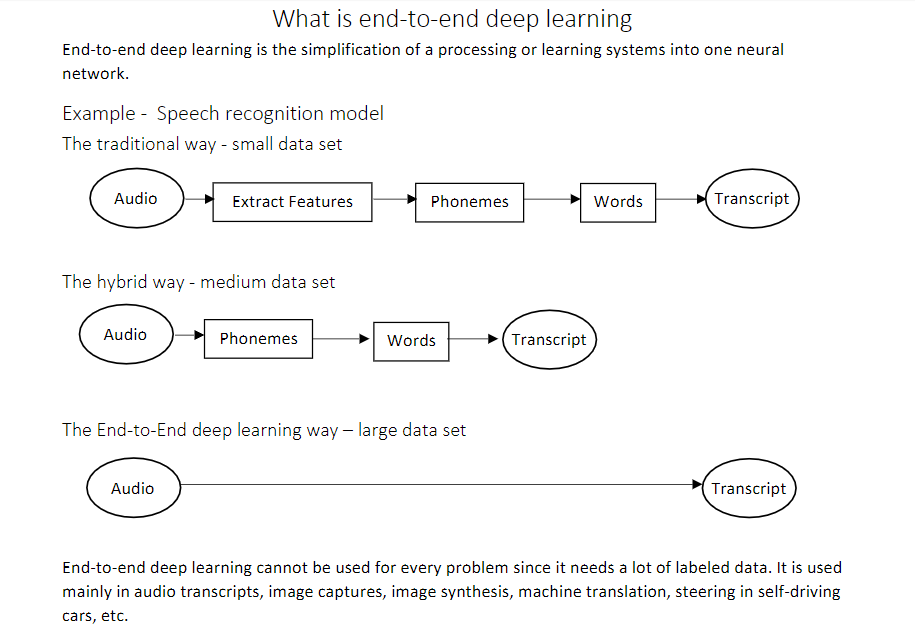 What is end-to-end deep learning
End-to-end deep learning is the simplification of a processing or learning systems into one neural
network.
Example - Speech recognition model
The traditional way - small data set
Audio
Extract Features
Phonemes
Words
Transcript
The hybrid way - medium data set
Audio
Phonemes
Words
Transcript
The End-to-End deep learning way – large data set
Audio
Transcript
End-to-end deep learning cannot be used for every problem since it needs a lot of labeled data. It is used
mainly in audio transcripts, image captures, image synthesis, machine translation, steering in self-driving
cars, etc.